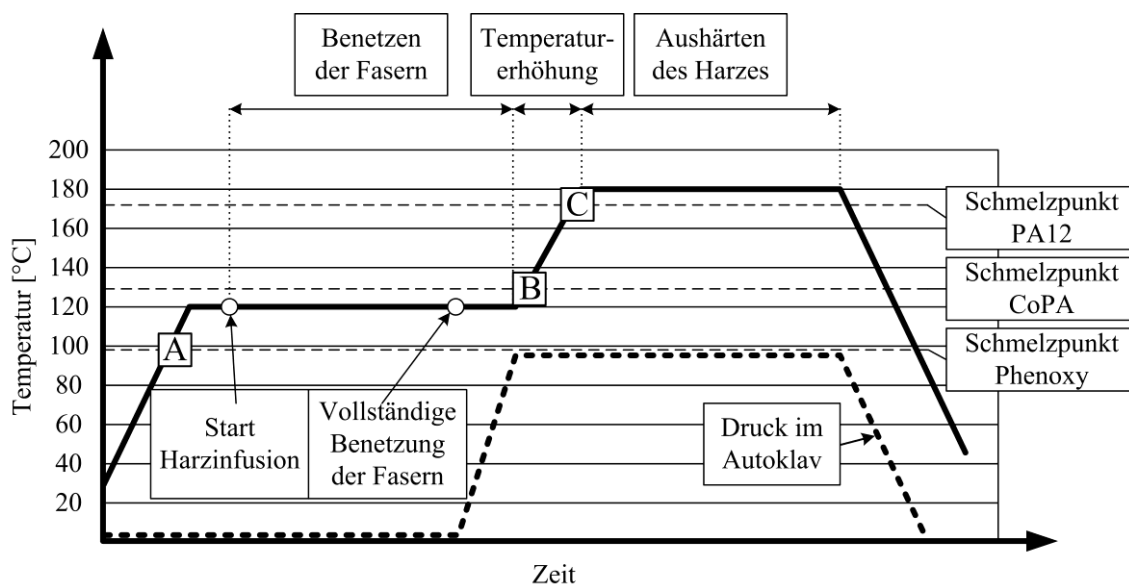 Benetzen
der Fasern
Temperatur-
erhöhung
Aushärten
des Harzes
Temperatur [°C]
200
180
160
140
120
100
80
60
40
20
A
B
C
Schmelzpunkt
PA12
Schmelzpunkt
CoPA
Schmelzpunkt
Phenoxy
Start
Harzinfusion
Vollständige
Benetzung
der Fasern
Druck im
Autoklav
Zeit